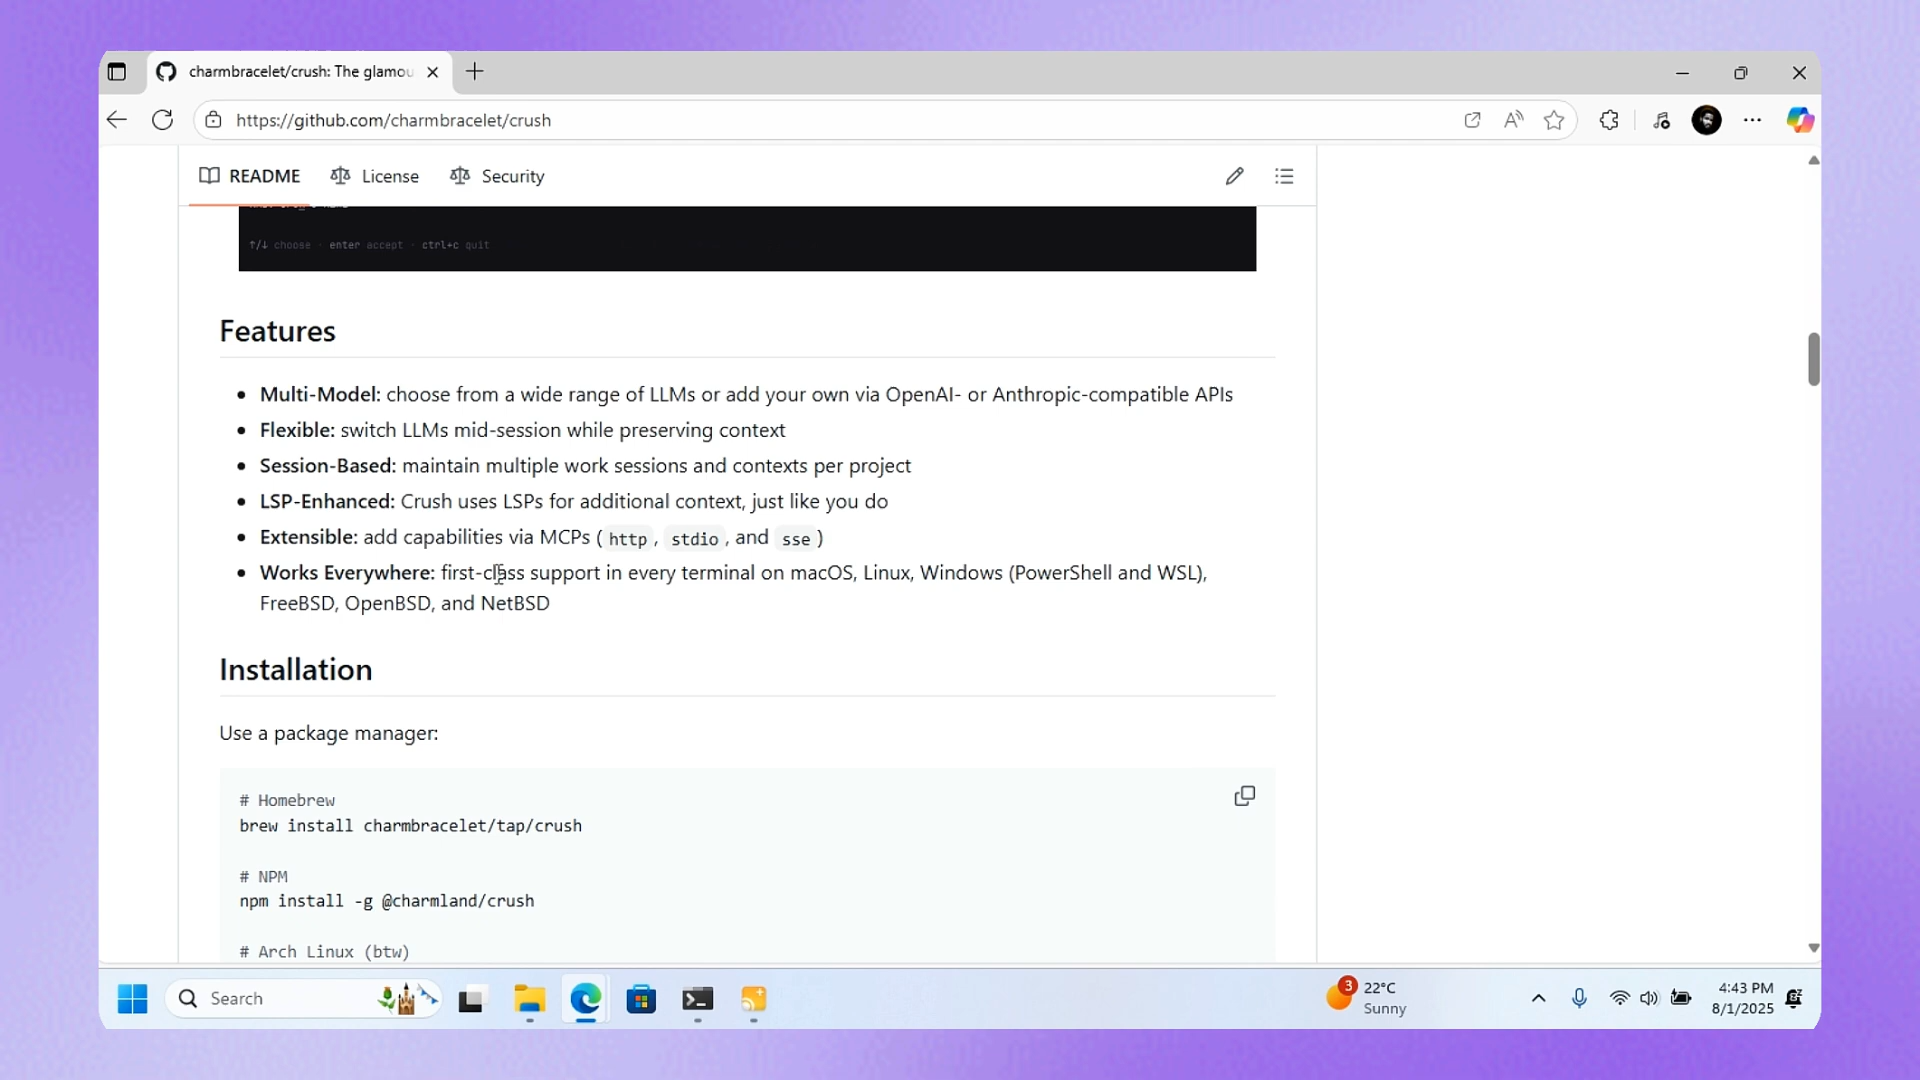 charmbracelet/crush: The glamou
https://github.com/charmbracelet/crush
README License Security
↑/↓ choose · enter accept · ctrl+c quit
Features
• Multi-Model: choose from a wide range of LLMs or add your own via OpenAI- or Anthropic-compatible APIs
• Flexible: switch LLMs mid-session while preserving context
• Session-Based: maintain multiple work sessions and contexts per project
• LSP-Enhanced: Crush uses LSPs for additional context, just like you do
• Extensible: add capabilities via MCPs ( http , stdio , and sse )
• Works Everywhere: first-class support in every terminal on macOS, Linux, Windows (PowerShell and WSL),
FreeBSD, OpenBSD, and NetBSD
Installation
Use a package manager:
# Homebrew
brew install charmbracelet/tap/crush
# NPM
npm install -g @charmland/crush
# Arch Linux (btw)
Search
3
22°C
Sunny
4:43 PM
8/1/2025